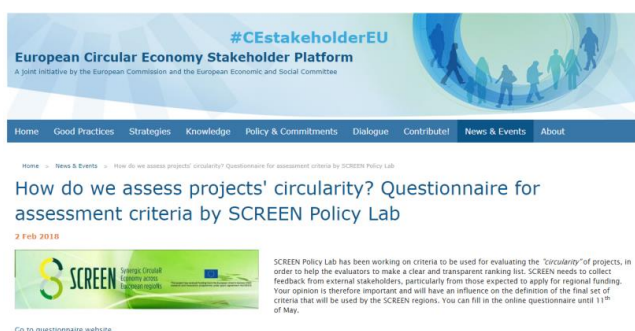 #CEstakeholderEU
European Circular Economy Stakeholder Platform
A joint initiative by the European Commission and the European Economic and Social Committee
Home Good Practices Strategies Knowledge Policy & Commitments Dialogue Contribute! News & Events About
Home » News & Events » How do we assess projects' circularity? Questionnaire for assessment criteria by SCREEN Policy Lab
How do we assess projects' circularity? Questionnaire for
assessment criteria by SCREEN Policy Lab
2 Feb 2018
SCREEN
Synergic CirculaR
Economy across
European regioNs
SCREEN Policy Lab has been working on criteria to be used for evaluating the "circularity" of projects, in
order to help the evaluators to make a clear and transparent ranking list. SCREEN needs to collect
feedback from external stakeholders, particularly from those expected to apply for regional funding.
Your opinion is therefore important and will have an influence on the definition of the final set of
criteria that will be used by the SCREEN regions. You can fill in the online questionnaire until 11th
of May.
Go to questionnaire website